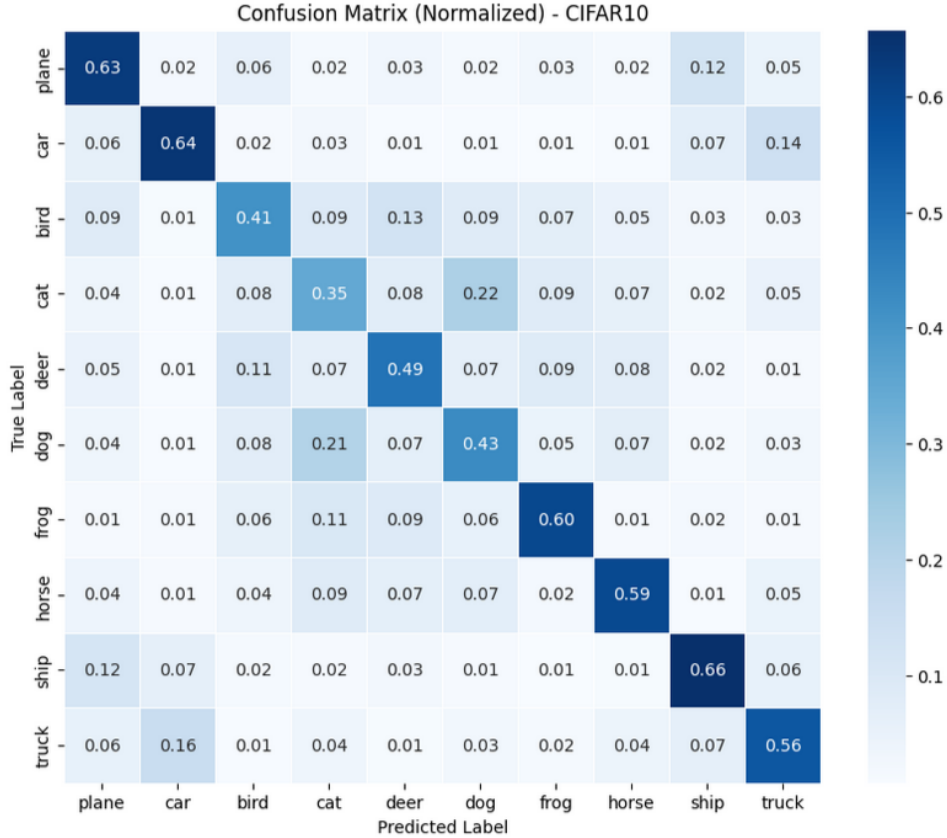 Confusion Matrix (Normalized) - CIFAR10
plane 0.63 0.02 0.06 0.02 0.03 0.02 0.03 0.02 0.12 0.05
car 0.06 0.64 0.02 0.03 0.01 0.01 0.01 0.01 0.07 0.14
bird 0.09 0.01 0.41 0.09 0.13 0.09 0.07 0.05 0.03 0.03
cat 0.04 0.01 0.08 0.35 0.08 0.22 0.09 0.07 0.02 0.05
deer 0.05 0.01 0.11 0.07 0.49 0.07 0.09 0.08 0.02 0.01
dog 0.04 0.01 0.08 0.21 0.07 0.43 0.05 0.07 0.02 0.03
frog 0.01 0.01 0.06 0.11 0.09 0.06 0.60 0.01 0.02 0.01
horse 0.04 0.01 0.04 0.09 0.07 0.07 0.02 0.59 0.01 0.05
ship 0.12 0.07 0.02 0.02 0.03 0.01 0.01 0.01 0.66 0.06
truck 0.06 0.16 0.01 0.04 0.01 0.03 0.02 0.04 0.07 0.56
plane car bird cat deer dog frog horse ship truck
Predicted Label
True Label
0.6
0.5
0.4
0.3
0.2
0.1